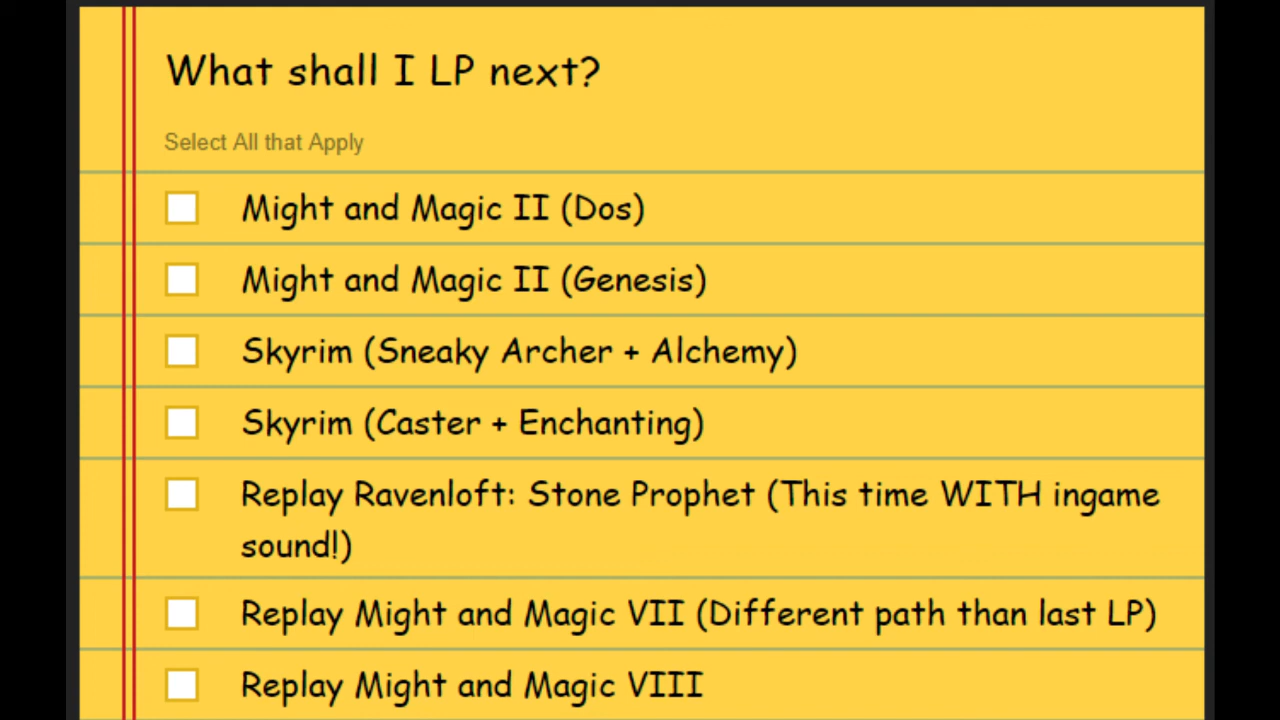 What shall I LP next?
Select All that Apply
Might and Magic II (Dos)
Might and Magic II (Genesis)
Skyrim (Sneaky Archer + Alchemy)
Skyrim (Caster + Enchanting)
Replay Ravenloft: Stone Prophet (This time WITH ingame
sound!)
Replay Might and Magic VII (Different path than last LP)
Replay Might and Magic VIII